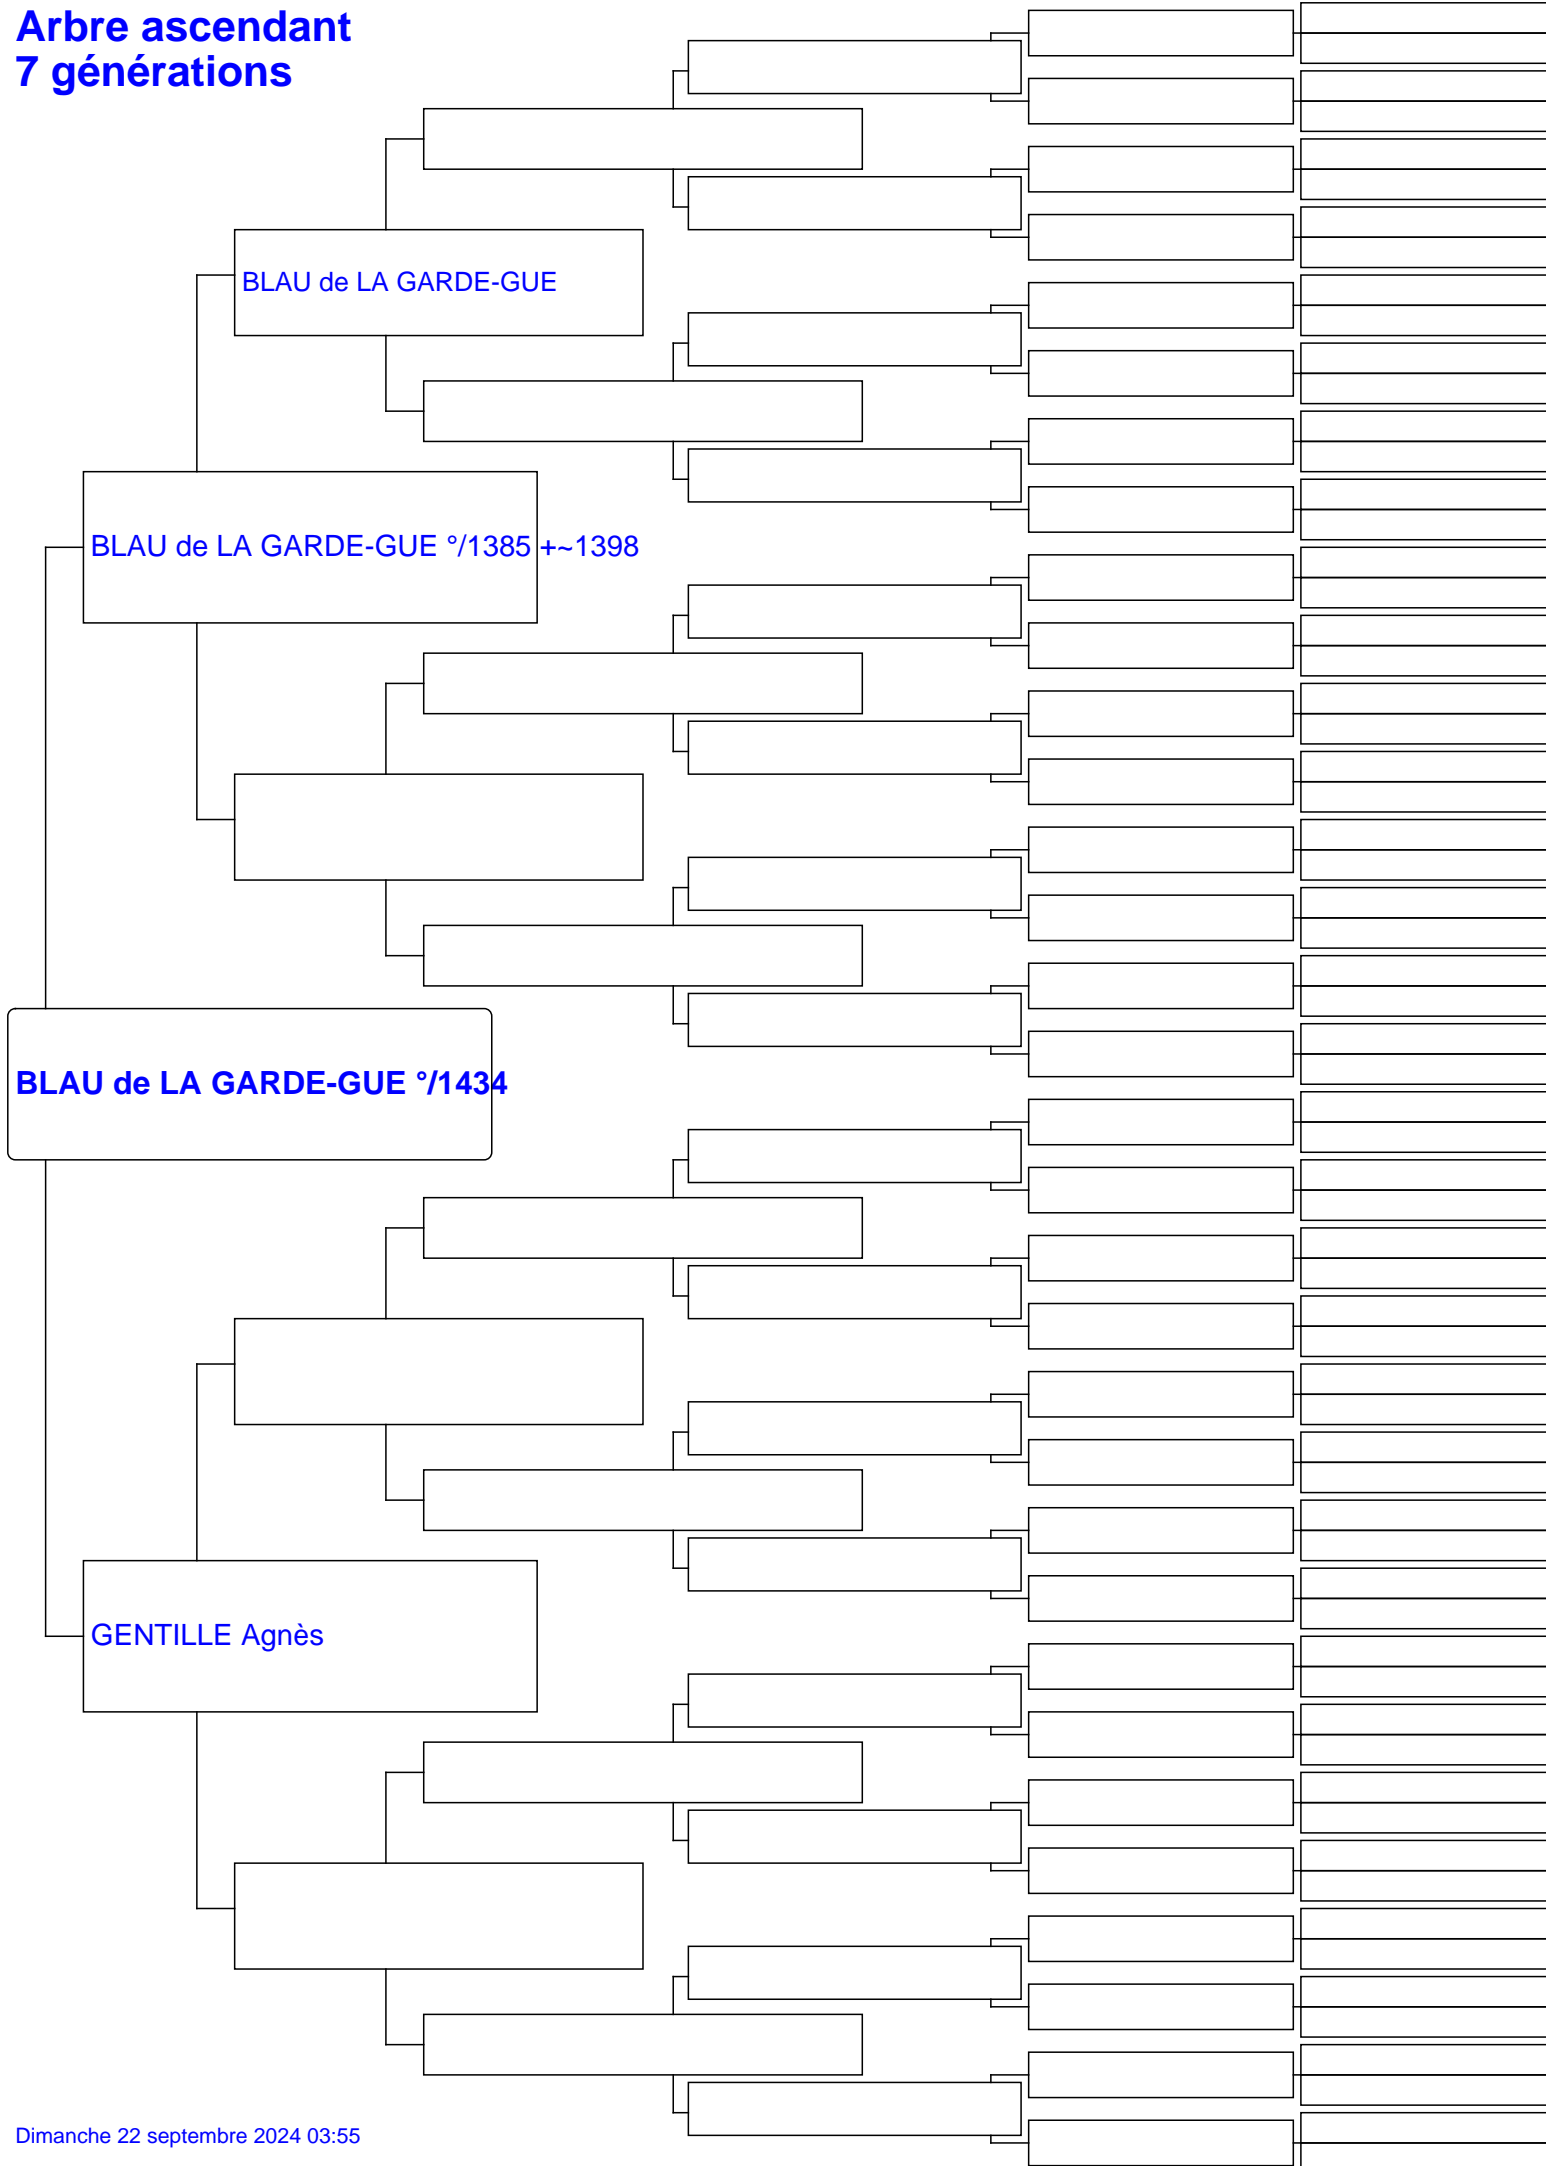 Arbre ascendant
7 générations
BLAU de LA GARDE-GUE
BLAU de LA GARDE-GUE °/1385 +~1398
BLAU de LA GARDE-GUE °/1434
GENTILLE Agnès
Dimanche 22 septembre 2024 03:55